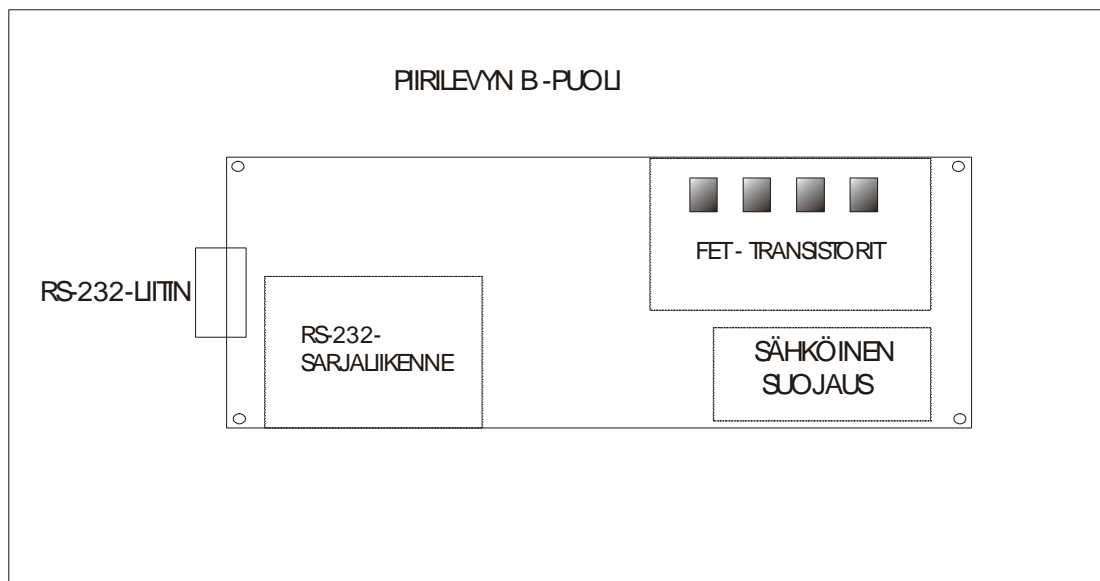 PIIRILEVYN B -PUOLI
FET - TRANSISTORIT
RS-232-LIITIN
RS-232-
SARJALIIKENNE
SÄHKÖINEN
SUOJAUS